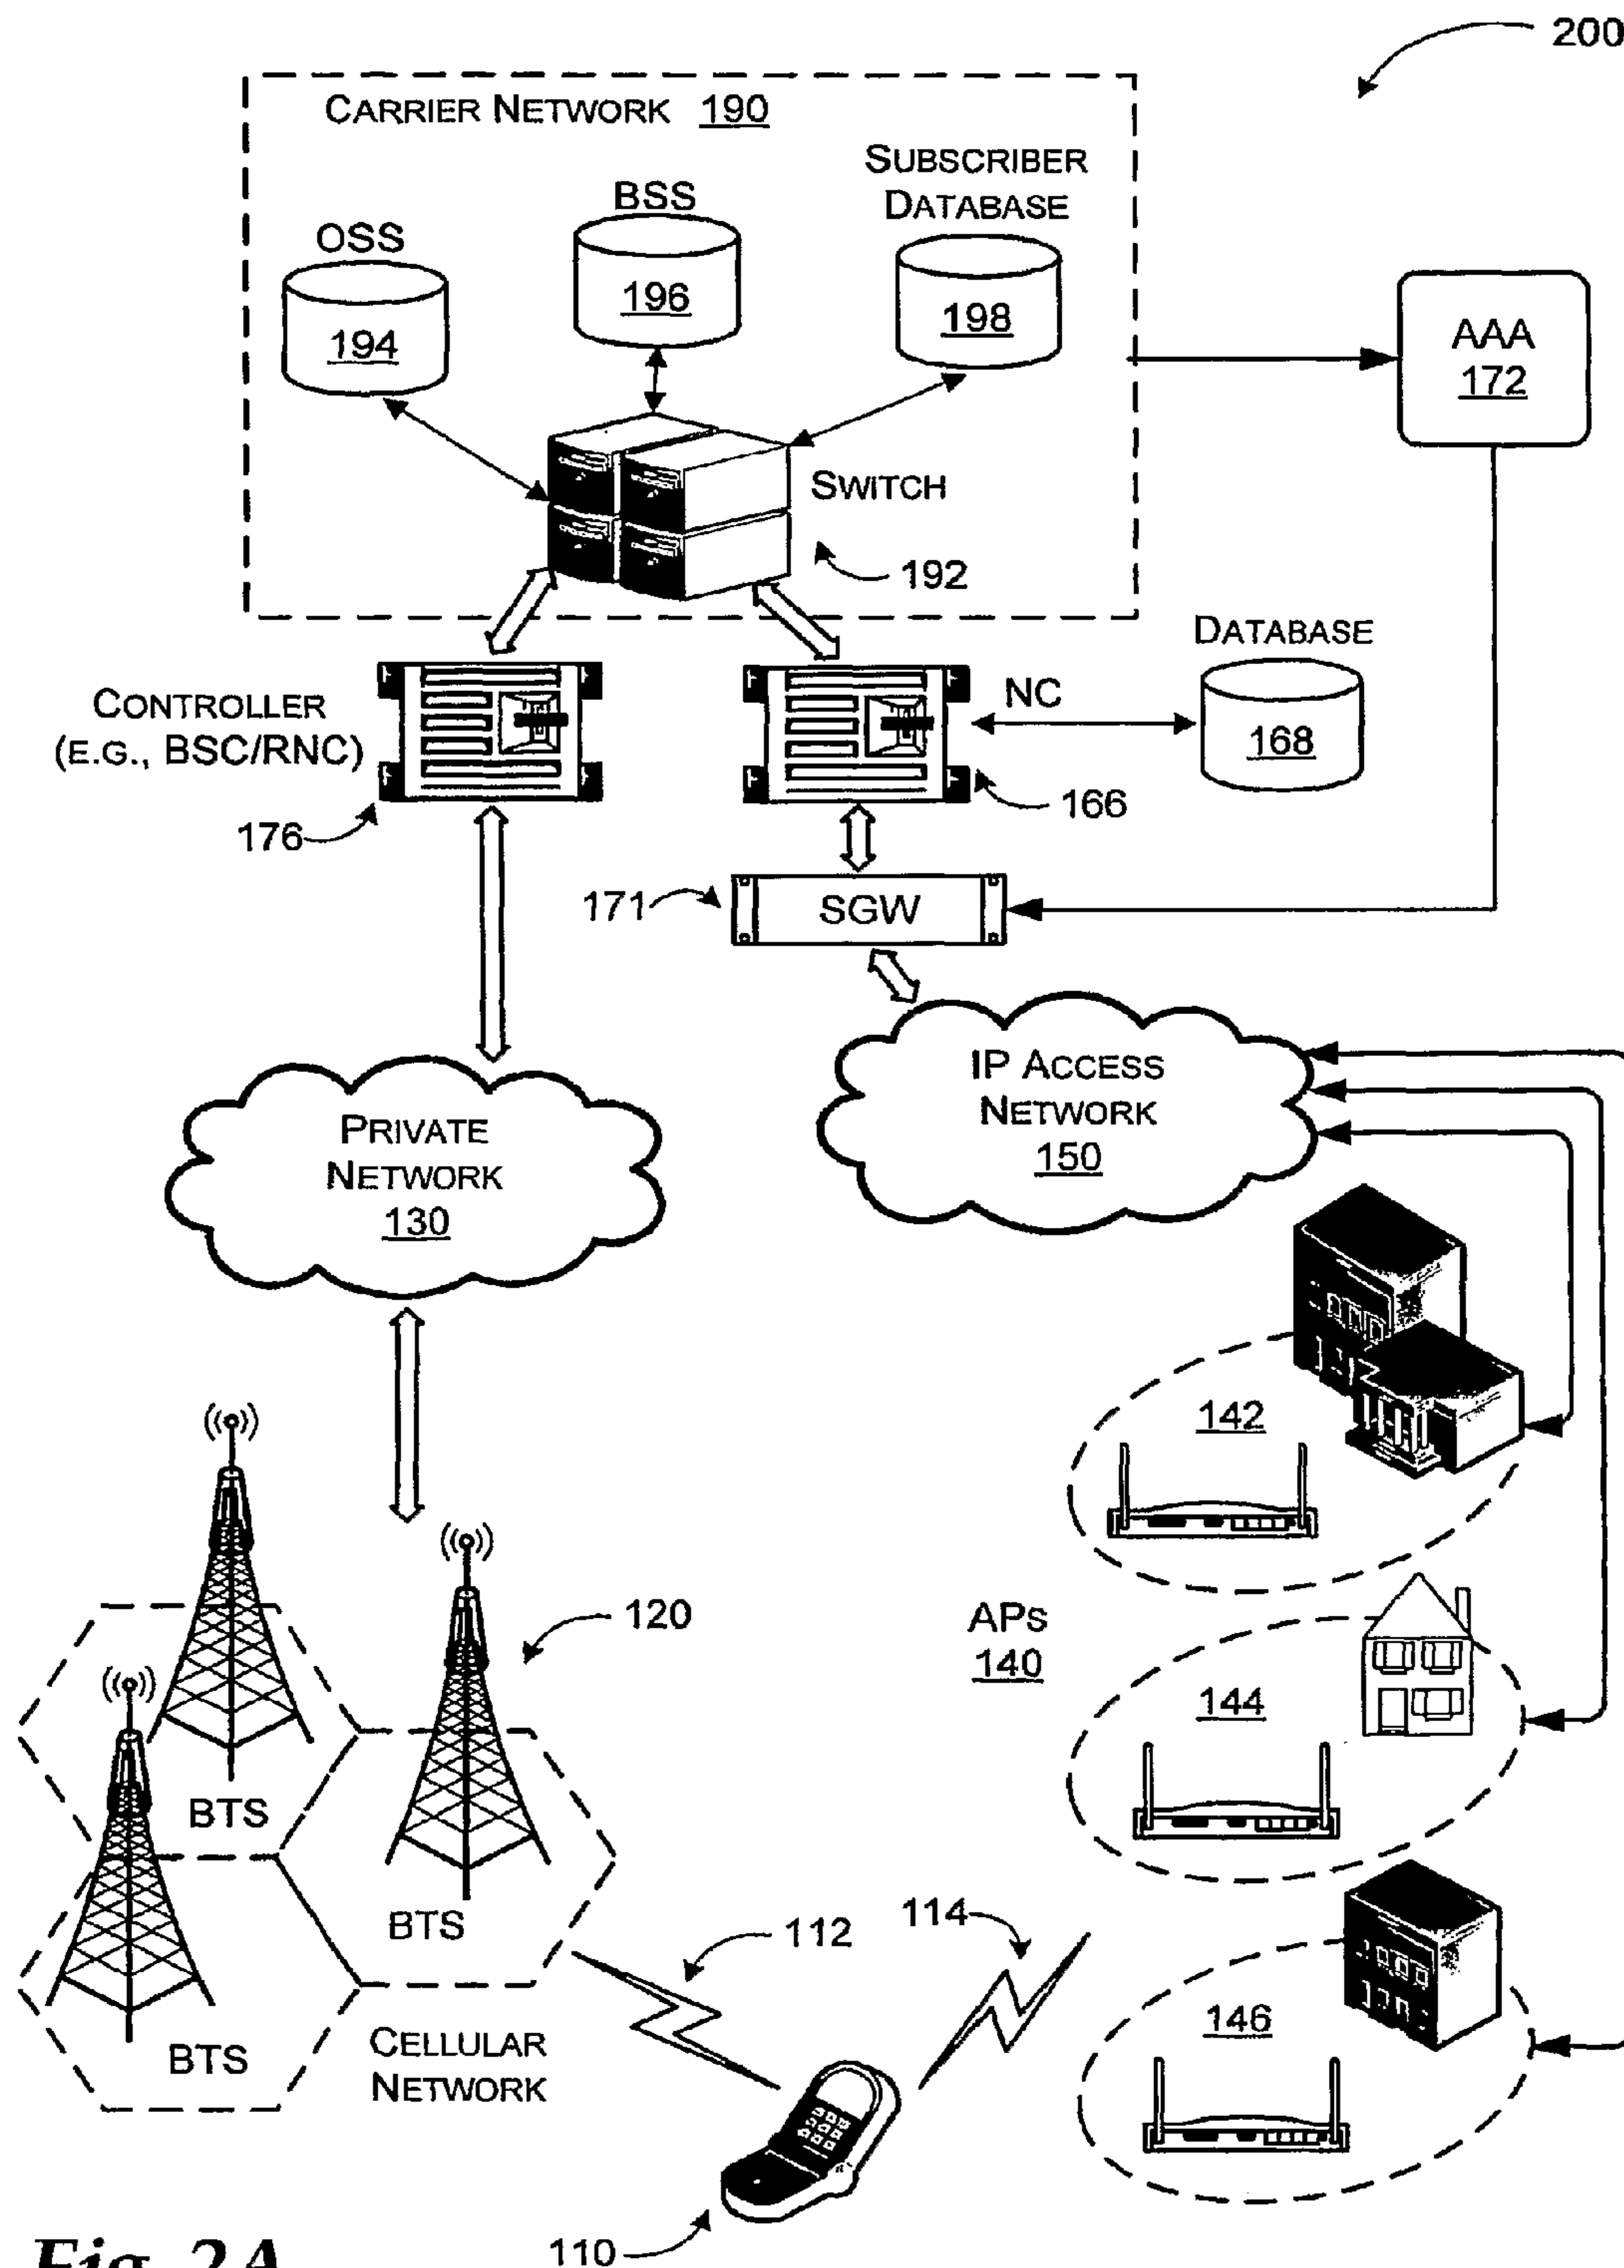 200
CARRIER NETWORK 190
SUBSCRIBER
DATABASE
BSS
OSS
196
198
194
AAA
172
SWITCH
192
DATABASE
CONTROLLER
(E.G., BSC/RNC)
NC
168
176
166
171
SGW
IP ACCESS
NETWORK
150
PRIVATE
NETWORK
130
142
120
APS
140
144
BTS
BTS
114
112
146
BTS
CELLULAR
NETWORK
110
Fig. 2A